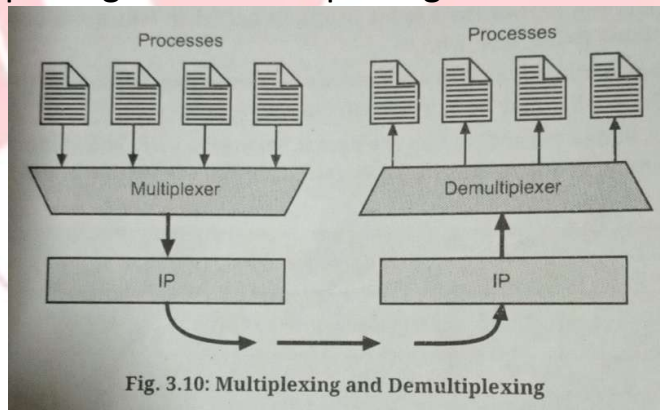 Processes
Processes
Multiplexer
Demultiplexer
IP
IP
Fig. 3.10: Multiplexing and Demultiplexing